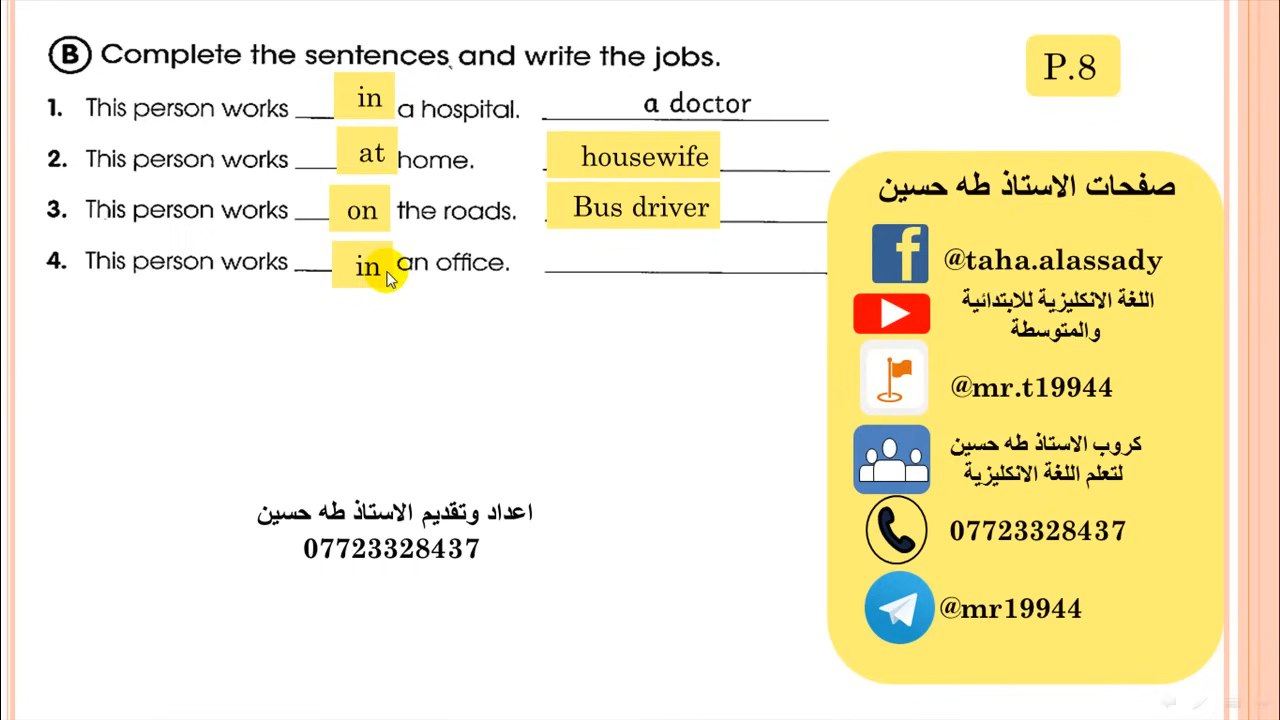 B Complete the sentences and write the jobs.
P.8
1. This person works in a hospital. a doctor
2. This person works at home. housewife
3. This person works on the roads. Bus driver
4. This person works in an office.
صفحات الاستاذ طه حسين
@taha.alassady
اللغة الانكليزية للابتدائية
والمتوسطة
@mr.t19944
كروب الاستاذ طه حسين
لتعلم اللغة الانكليزية
07723328437
@mr19944
اعداد وتقديم الاستاذ طه حسين
07723328437